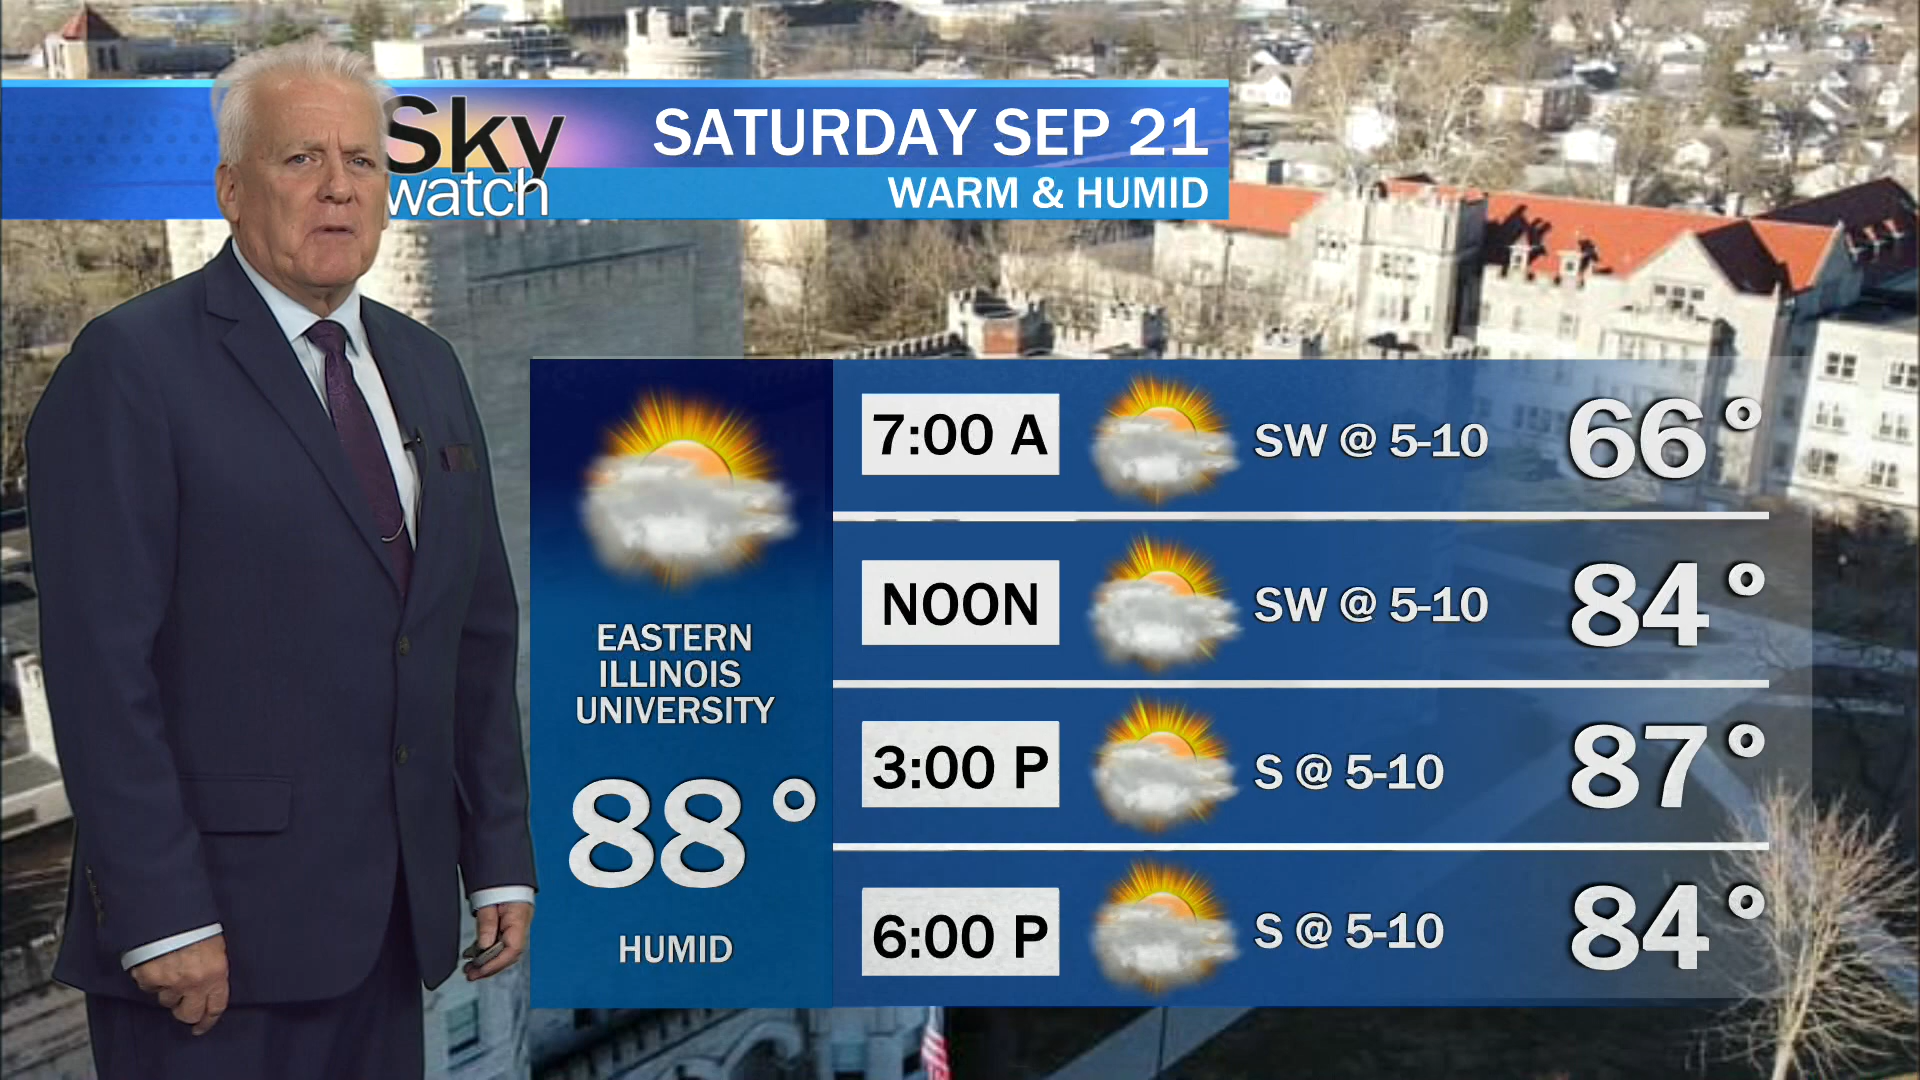 Sky
watch
SATURDAY SEP 21
WARM & HUMID
EASTERN
ILLINOIS
UNIVERSITY
88°
HUMID
7:00 A SW @ 5-10 66°
NOON SW @ 5-10 84°
3:00 P S @ 5-10 87°
6:00 P S @ 5-10 84°